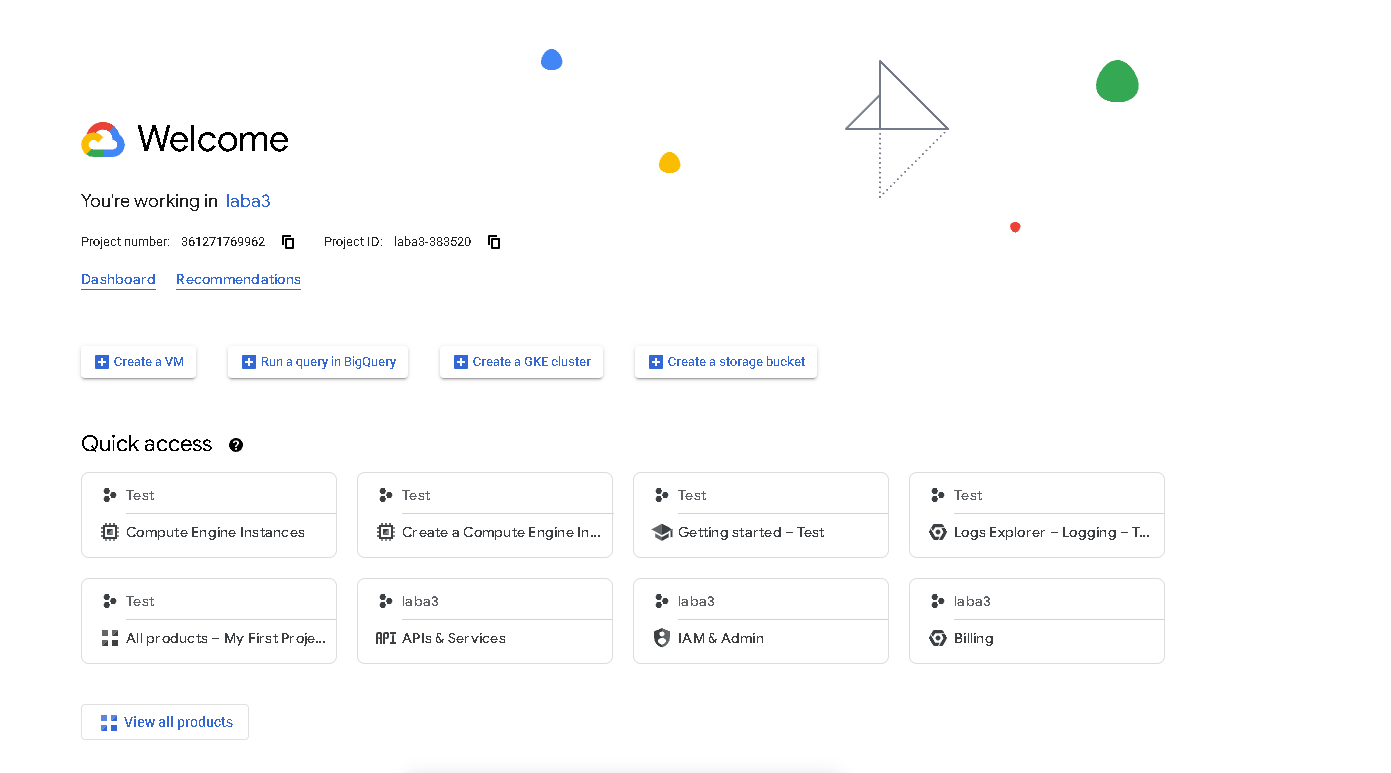 Welcome
You're working in laba3
Project number: 361271769962 Project ID: laba3-383520
Dashboard Recommendations
Create a VM Run a query in BigQuery Create a GKE cluster Create a storage bucket
Quick access
Test Test Test Test
Compute Engine Instances Create a Compute Engine In... Getting started – Test Logs Explorer – Logging – T...
Test laba3 laba3 laba3
All products – My First Proje... API APIs & Services IAM & Admin Billing
View all products